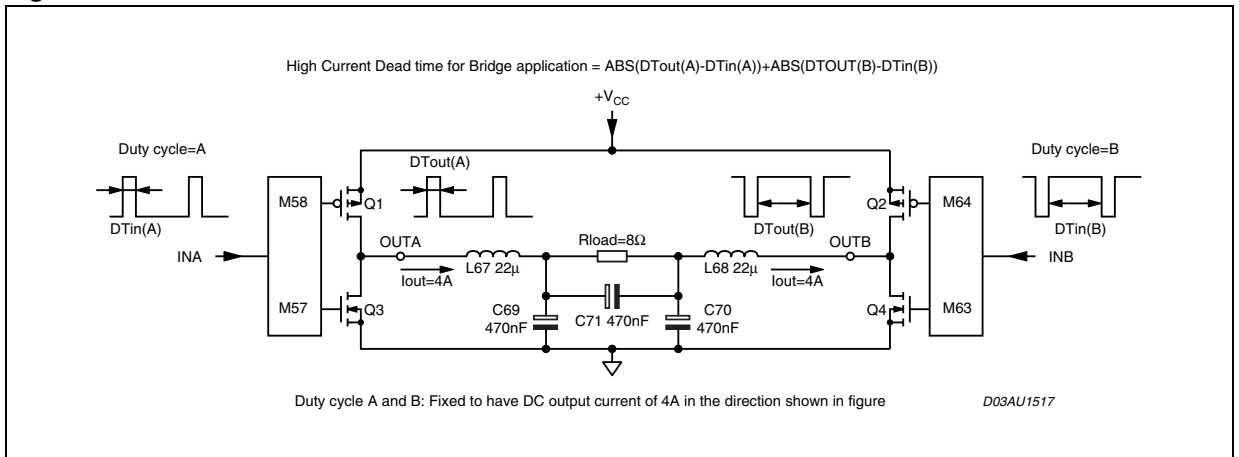 High Current Dead time for Bridge application = ABS(DTout(A)-DTin(A))+ABS(DTOUT(B)-DTin(B))
+VCC
Duty cycle=A
DTout(A)
Duty cycle=B
M58
Q1
DTin(A)
DTout(B)
Q2
M64
DTin(B)
INA
OUTA
Rload=8Ω
OUTB
INB
L67 22µ
L68 22µ
Iout=4A
Iout=4A
M57
Q3
C69
470nF
C71 470nF
C70
470nF
Q4
M63
Duty cycle A and B: Fixed to have DC output current of 4A in the direction shown in figure
D03AU1517